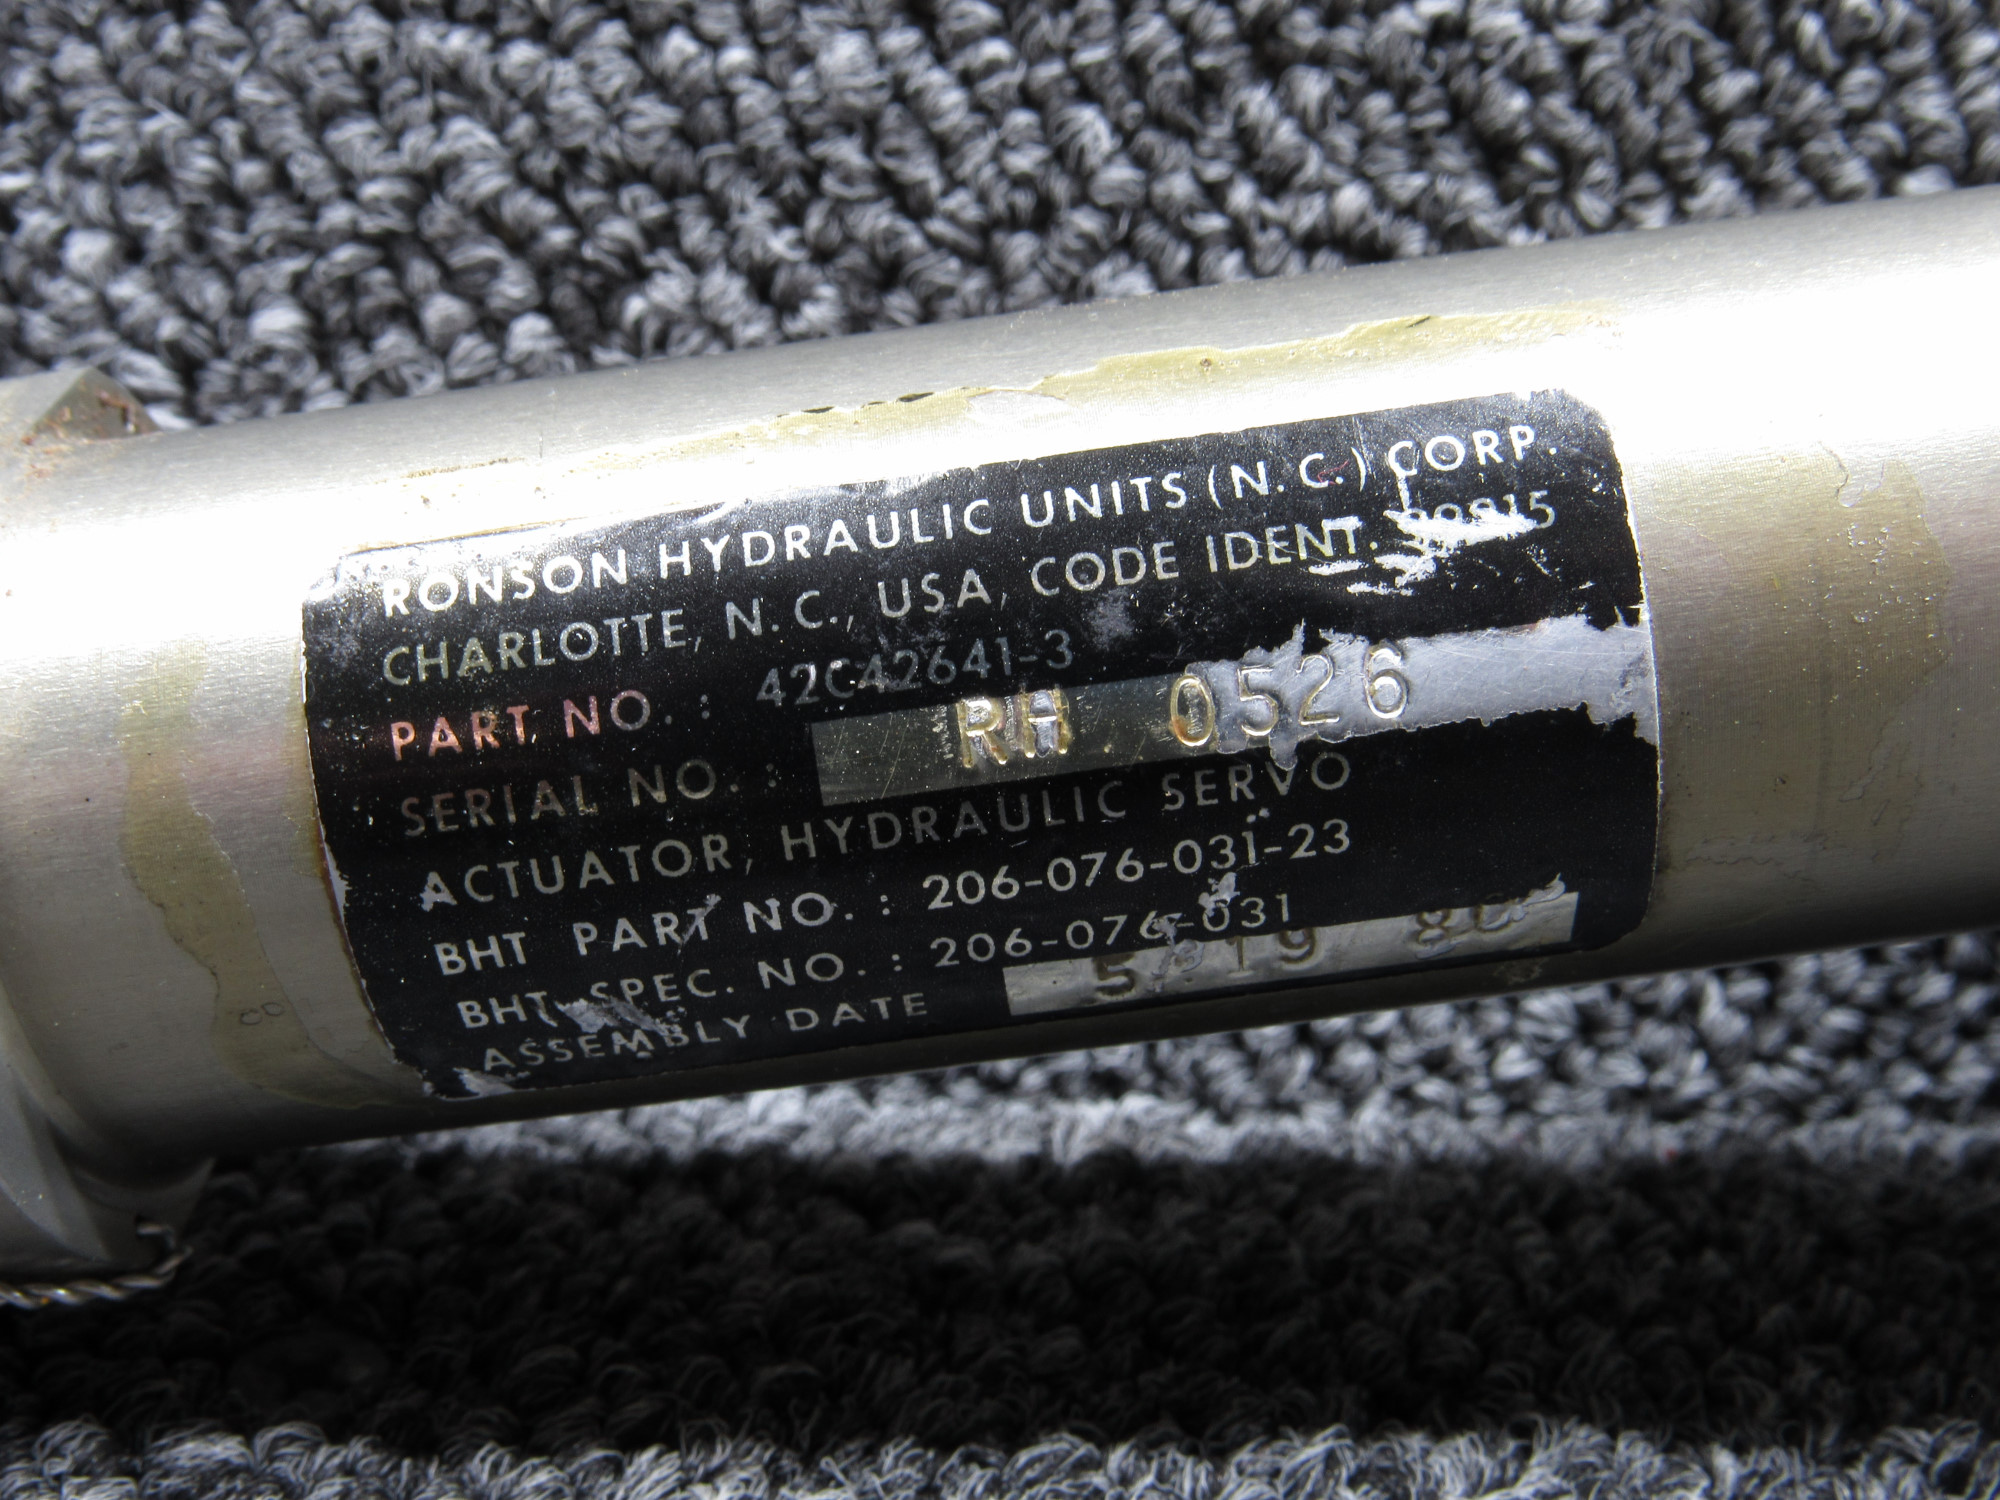 RONSON HYDRAULIC UNITS (N. C.) CORP.
CHARLOTTE, N. C., USA, CODE IDENT.
PART NO. : 42C42641-3
SERIAL NO. : RH 0526
ACTUATOR, HYDRAULIC SERVO
BHT PART NO. : 206-076-031-23
BHT SPEC. NO. : 206-076-031
ASSEMBLY DATE